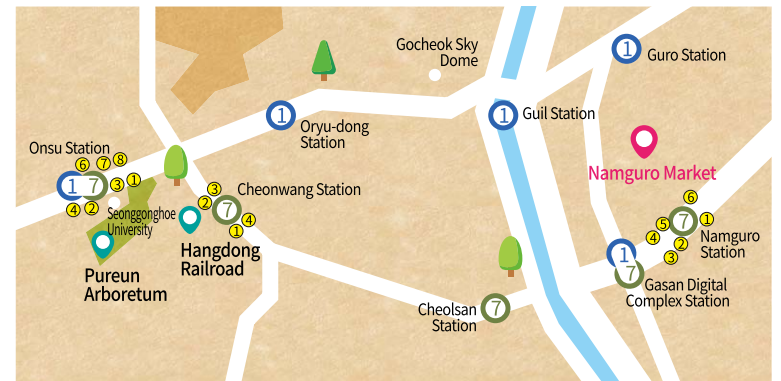 Gocheok Sky
Dome
1
Guro Station
1
Oryu-dong
Station
1
Guil Station
Onsu Station
6
7
8
1
7
3
1
4
2
Seonggonghoe
University
Pureun
Arboretum
3
Cheonwang Station
2
7
4
1
Hangdong
Railroad
Namguro Market
6
5
7
1
4
2
3
Namguro
Station
1
7
Gasan Digital
Complex Station
Cheolsan
Station
7